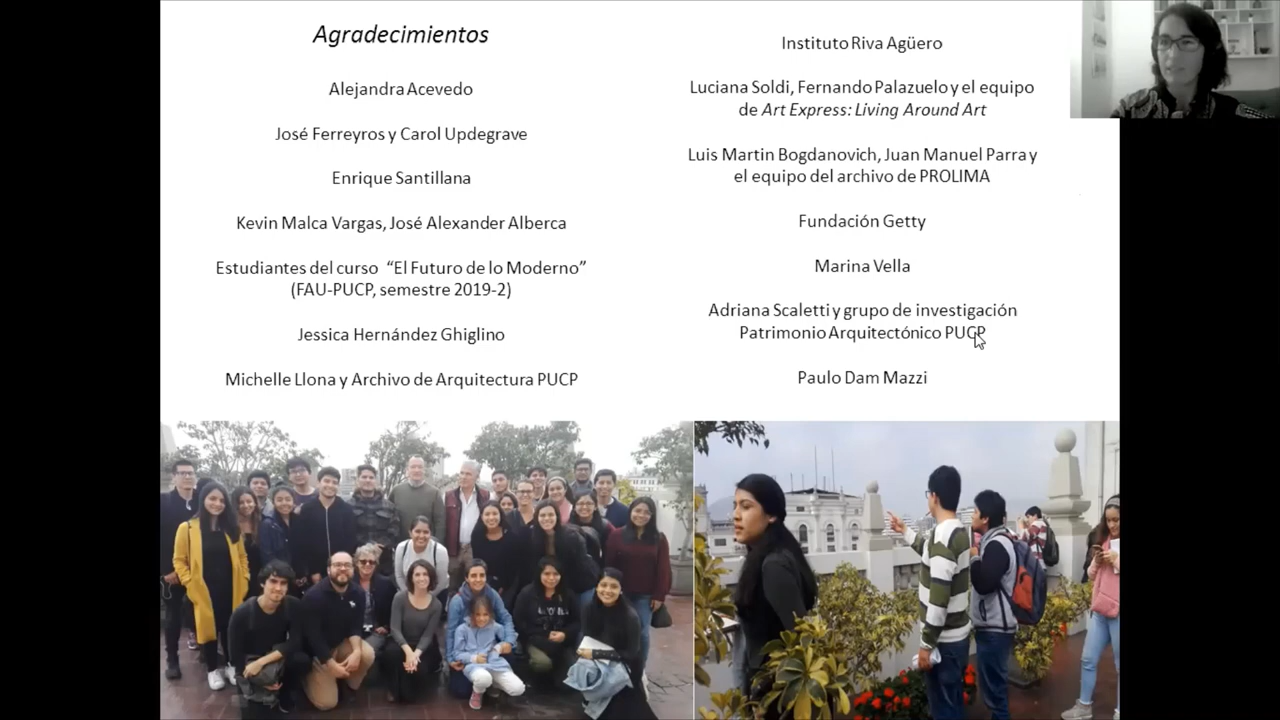 Agradecimientos
Alejandra Acevedo
José Ferreyros y Carol Updegrave
Enrique Santillana
Kevin Malca Vargas, José Alexander Alberca
Estudiantes del curso “El Futuro de lo Moderno”
(FAU-PUCP, semestre 2019-2)
Jessica Hernández Ghiglino
Michelle Llona y Archivo de Arquitectura PUCP
Instituto Riva Agüero
Luciana Soldi, Fernando Palazuelo y el equipo
de Art Express: Living Around Art
Luis Martin Bogdanovich, Juan Manuel Parra y
el equipo del archivo de PROLIMA
Fundación Getty
Marina Vella
Adriana Scaletti y grupo de investigación
Patrimonio Arquitectónico PUCP
Paulo Dam Mazzi